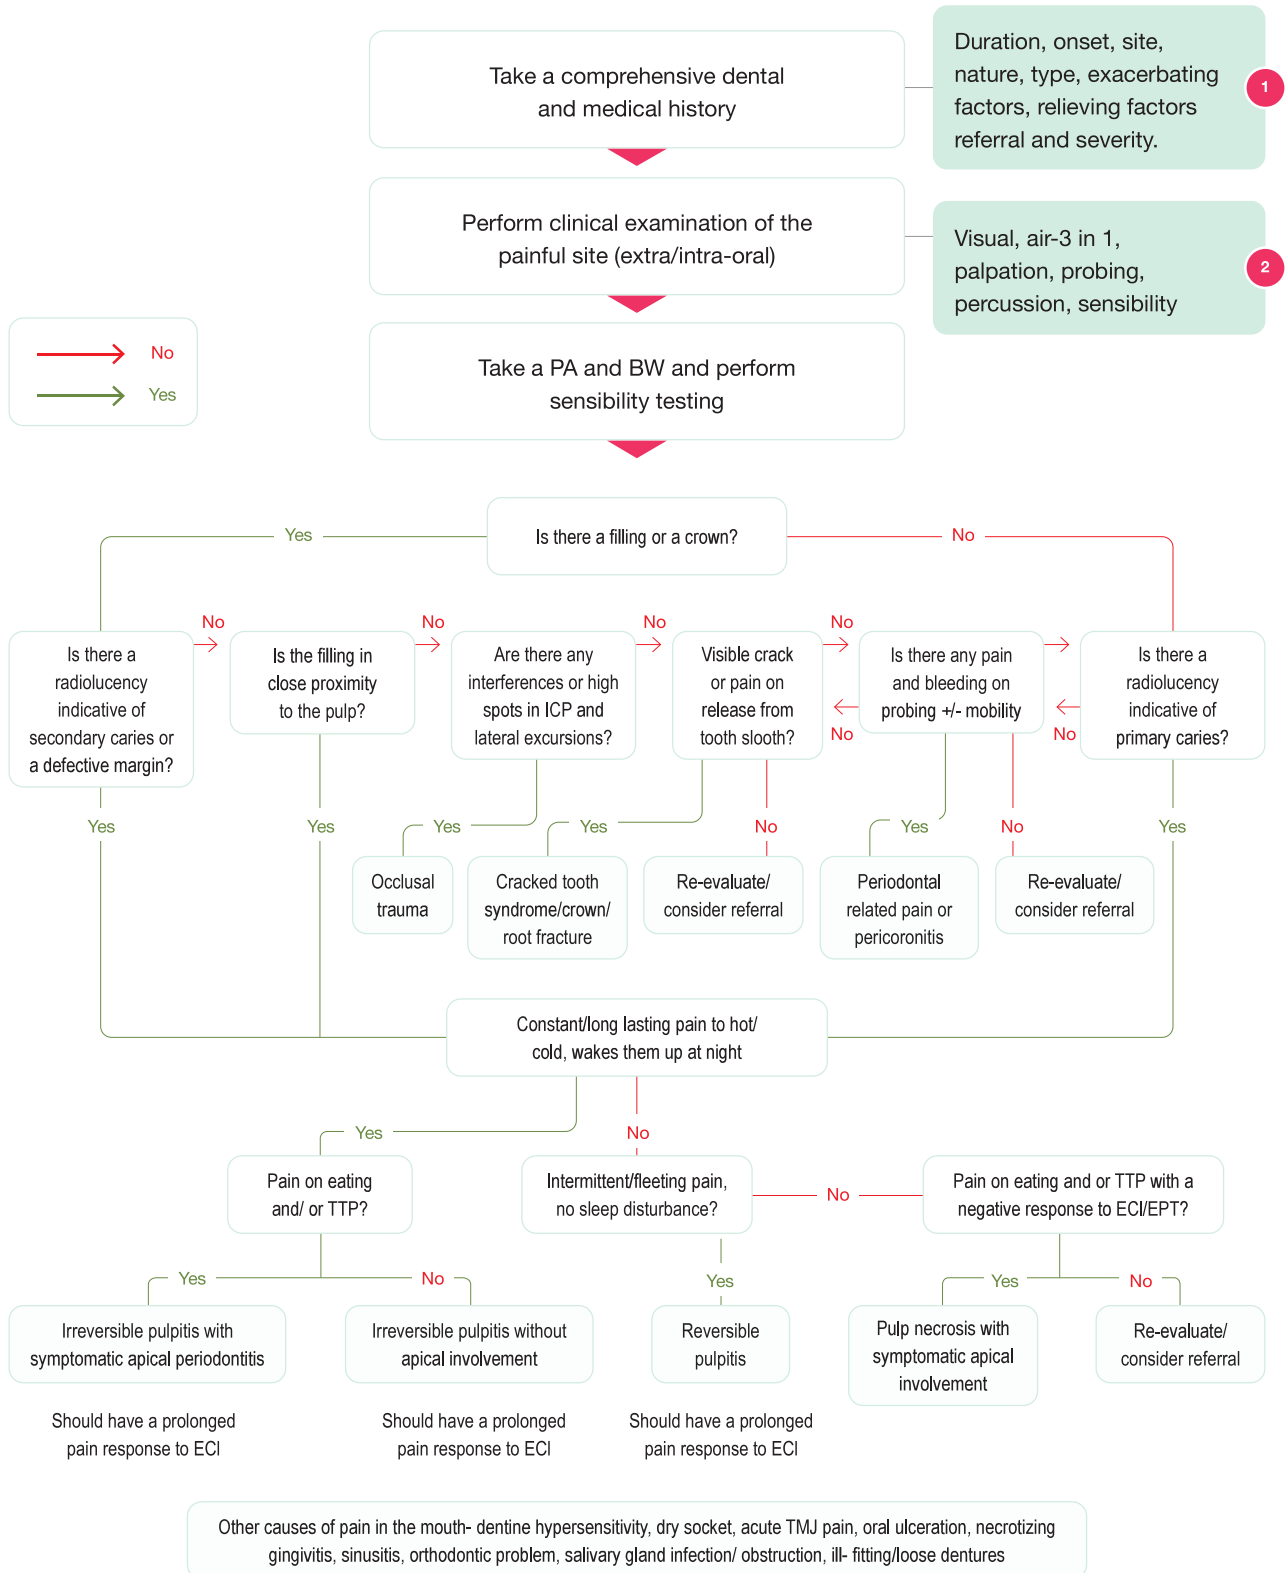 Take a comprehensive dental
and medical history
Duration, onset, site,
nature, type, exacerbating
factors, relieving factors
referral and severity.
1
Perform clinical examination of the
painful site (extra/intra-oral)
Visual, air-3 in 1,
palpation, probing,
percussion, sensibility
2
Take a PA and BW and perform
sensibility testing
No
Yes
Is there a filling or a crown?
Yes
No
Is there a
radiolucency
indicative of
secondary caries or
a defective margin?
No
Is the filling in
close proximity
to the pulp?
No
Are there any
interferences or high
spots in ICP and
lateral excursions?
No
Visible crack
or pain on
release from
tooth slooth?
No
No
Is there any pain
and bleeding on
probing +/- mobility
No
Is there a
radiolucency
indicative of
primary caries?
Yes
Yes
Yes
Yes
No
Yes
No
Yes
Occlusal
trauma
Cracked tooth
syndrome/crown/
root fracture
Re-evaluate/
consider referral
Periodontal
related pain or
pericoronitis
Re-evaluate/
consider referral
Constant/long lasting pain to hot/
cold, wakes them up at night
Yes
No
Pain on eating
and/ or TTP?
Intermittent/fleeting pain,
no sleep disturbance?
No
Pain on eating and or TTP with a
negative response to ECI/EPT?
Yes
No
Yes
Yes
No
Irreversible pulpitis with
symptomatic apical periodontitis
Irreversible pulpitis without
apical involvement
Reversible
pulpitis
Pulp necrosis with
symptomatic apical
involvement
Re-evaluate/
consider referral
Should have a prolonged
pain response to ECI
Should have a prolonged
pain response to ECI
Should have a prolonged
pain response to ECI
Other causes of pain in the mouth- dentine hypersensitivity, dry socket, acute TMJ pain, oral ulceration, necrotizing
gingivitis, sinusitis, orthodontic problem, salivary gland infection/ obstruction, ill- fitting/loose dentures